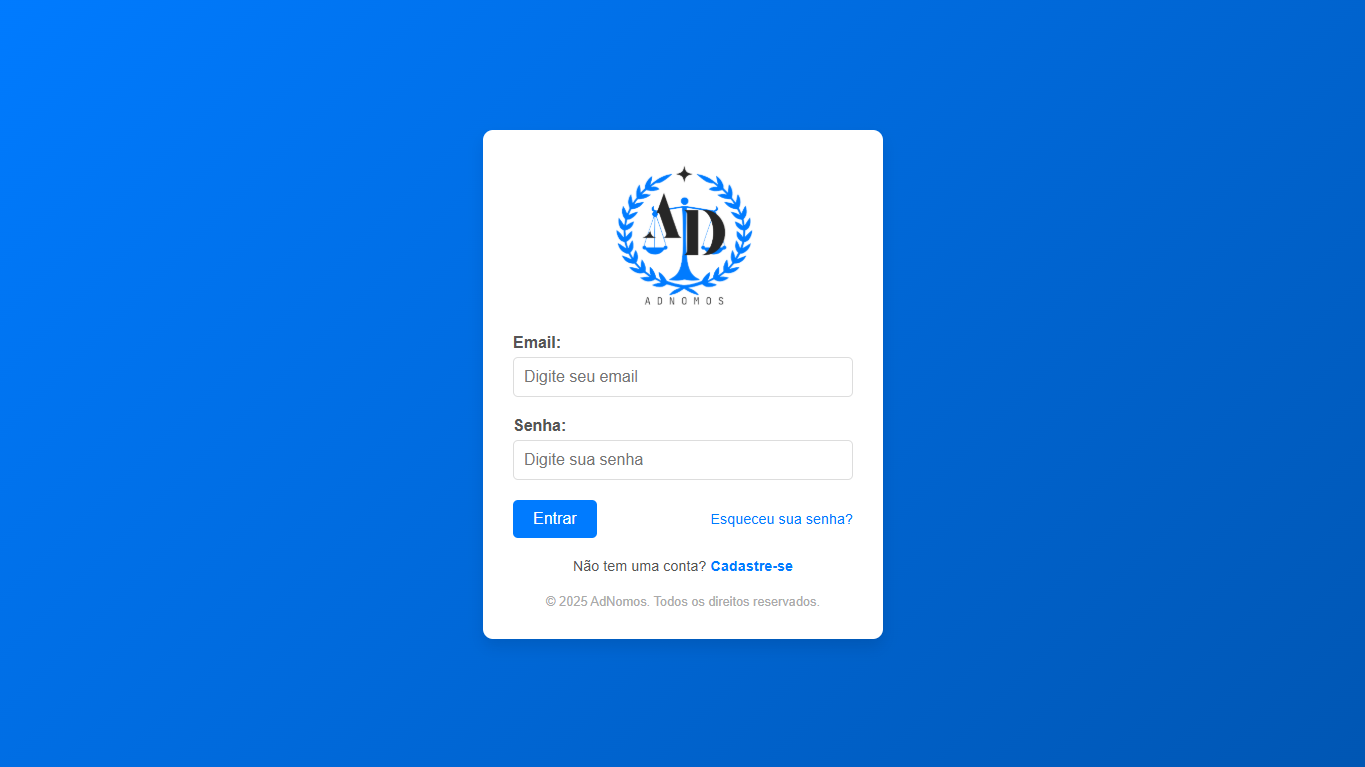 AD
ADNOMOS
Email:
Digite seu email
Senha:
Digite sua senha
Entrar
Esqueceu sua senha?
Não tem uma conta? Cadastre-se
© 2025 AdNomos. Todos os direitos reservados.